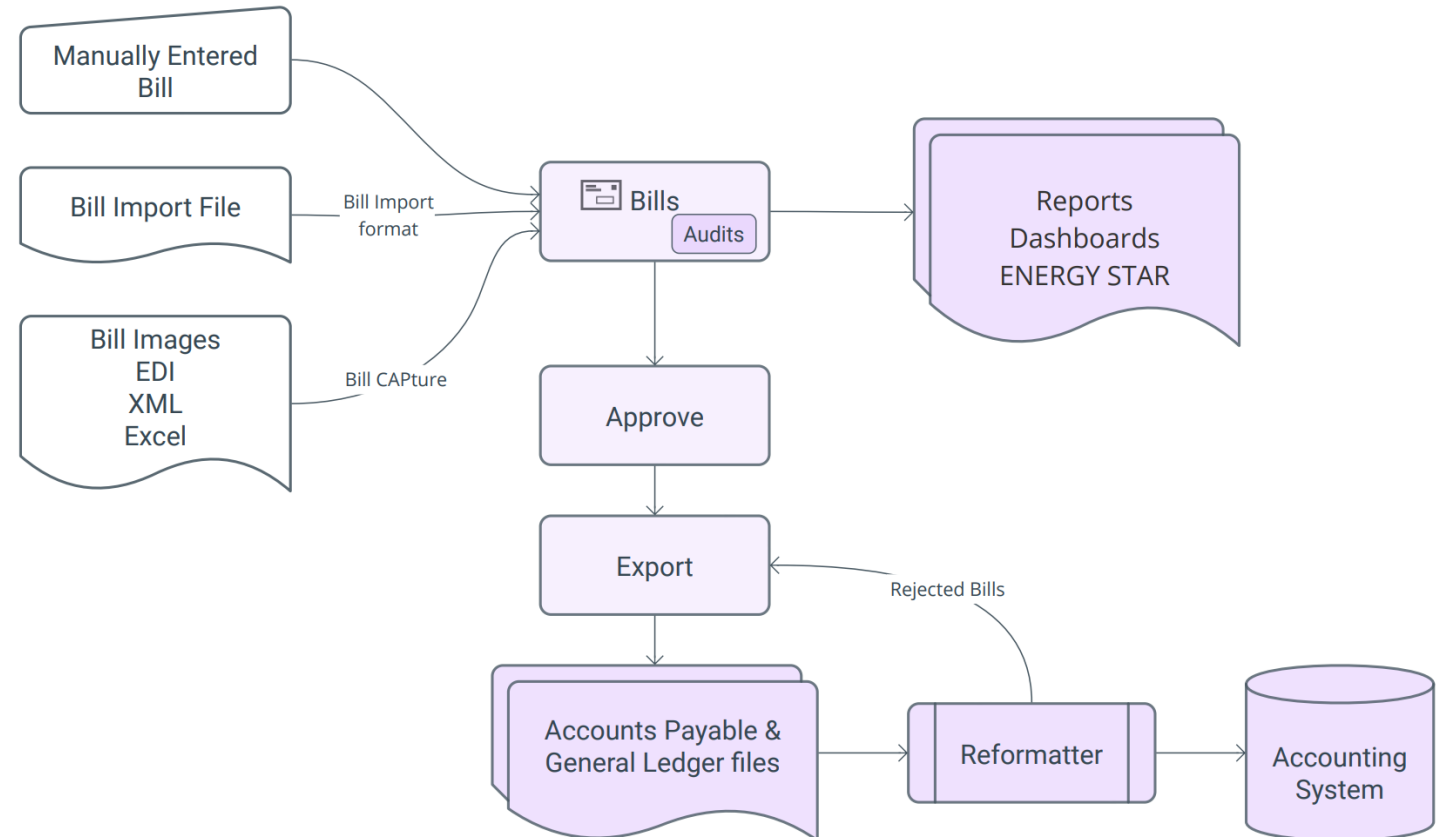 Manually Entered
Bill
Bill Import File
Bill Import
format
Bill Images
EDI
XML
Excel
Bill CAPture
Bills
Audits
Reports
Dashboards
ENERGY STAR
Approve
Export
Rejected Bills
Accounts Payable &
General Ledger files
Reformatter
Accounting
System